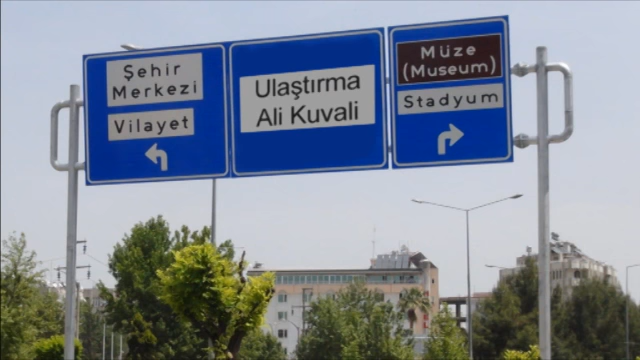 Şehir
Merkezi
Vilayet
Ulaştırma
Ali Kuvali
Müze
(Museum)
Stadyum